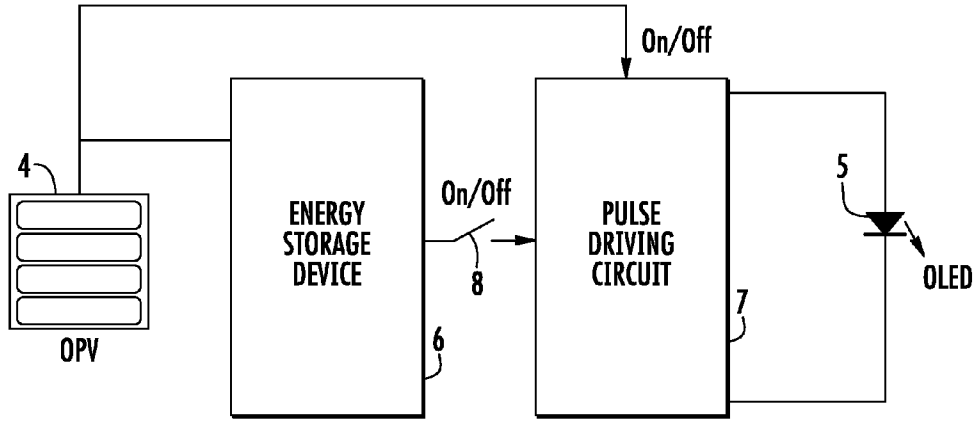 On/Off
4
ENERGY
STORAGE
DEVICE
On/Off
8
PULSE
DRIVING
CIRCUIT
5
OLED
OPV
6
7